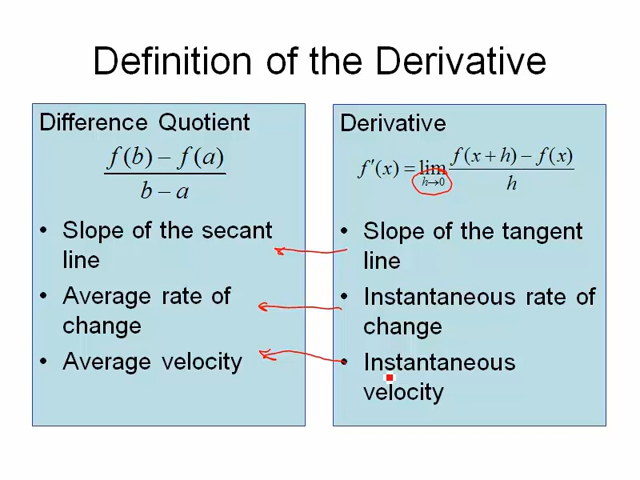 Definition of the Derivative
Difference Quotient
f(b) − f(a)
b − a
• Slope of the secant
line
• Average rate of
change
• Average velocity
Derivative
f′(x) = lim f(x + h) − f(x)
h→0 h
• Slope of the tangent
line
• Instantaneous rate of
change
• Instantaneous
velocity